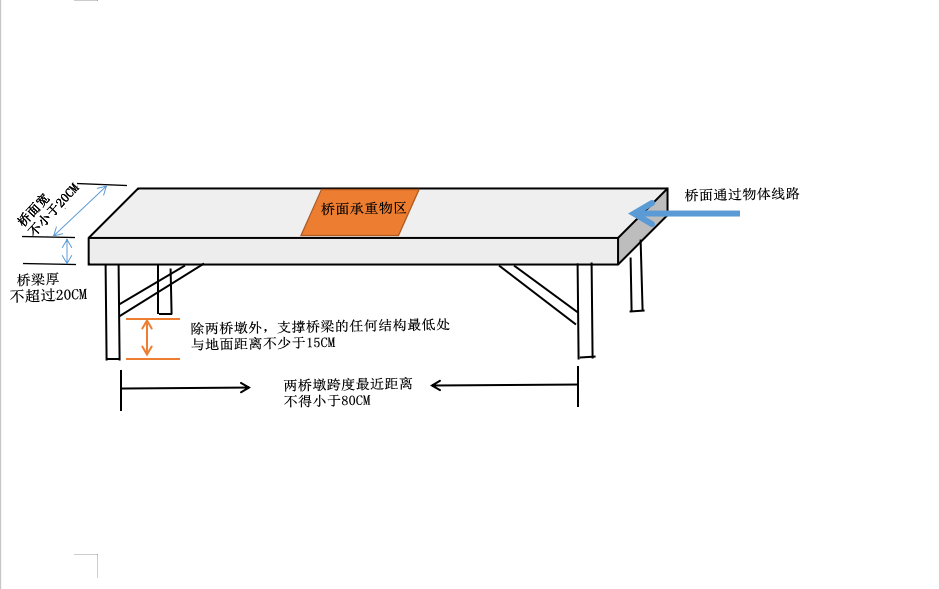 桥面宽
不小于20CM
桥面承重物区
桥面通过物体线路
桥梁厚
不超过20CM
除两桥墩外，支撑桥梁的任何结构最低处
与地面距离不少于15CM
两桥墩跨度最近距离
不得小于80CM